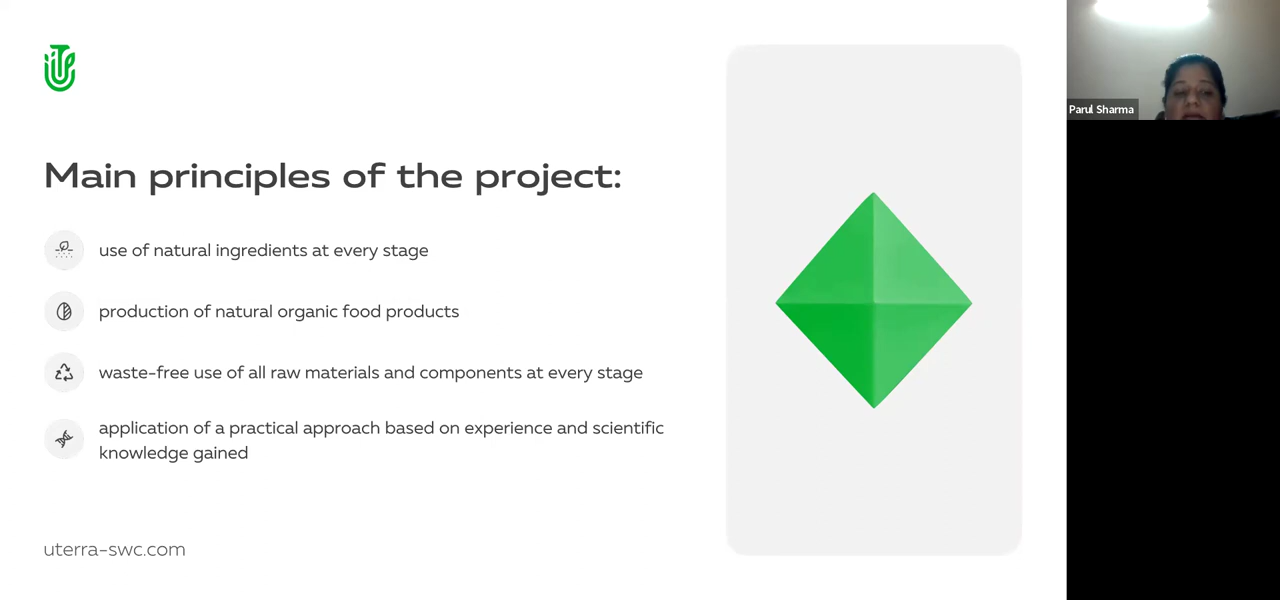 Main principles of the project:
use of natural ingredients at every stage
production of natural organic food products
waste-free use of all raw materials and components at every stage
application of a practical approach based on experience and scientific
knowledge gained
uterra-swc.com
Parul Sharma